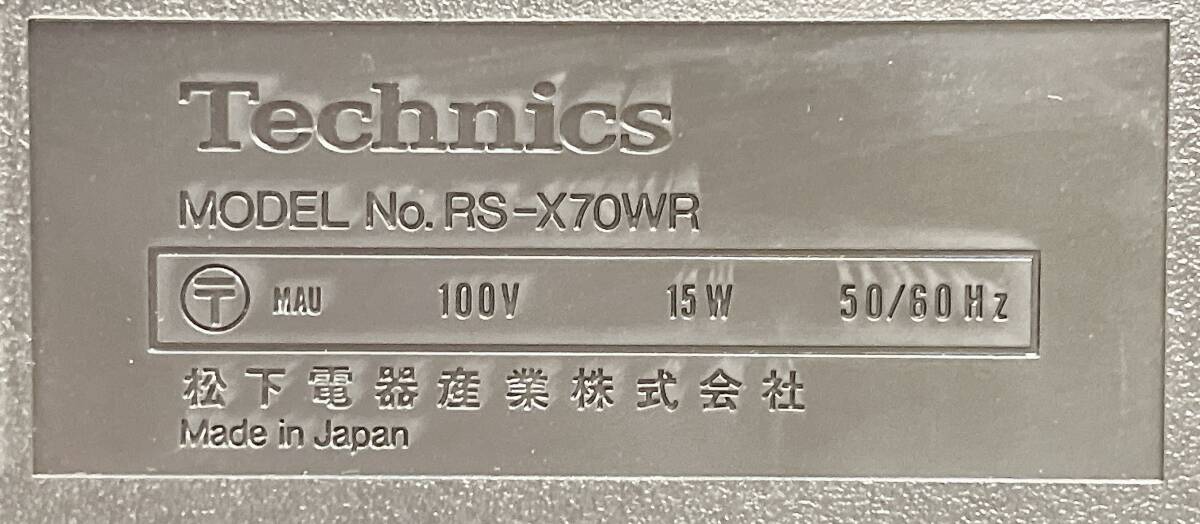 Technics
MODEL No. RS-X70WR
〶 MAU 100V 15W 50/60Hz
松下電器産業株式会社
Made in Japan